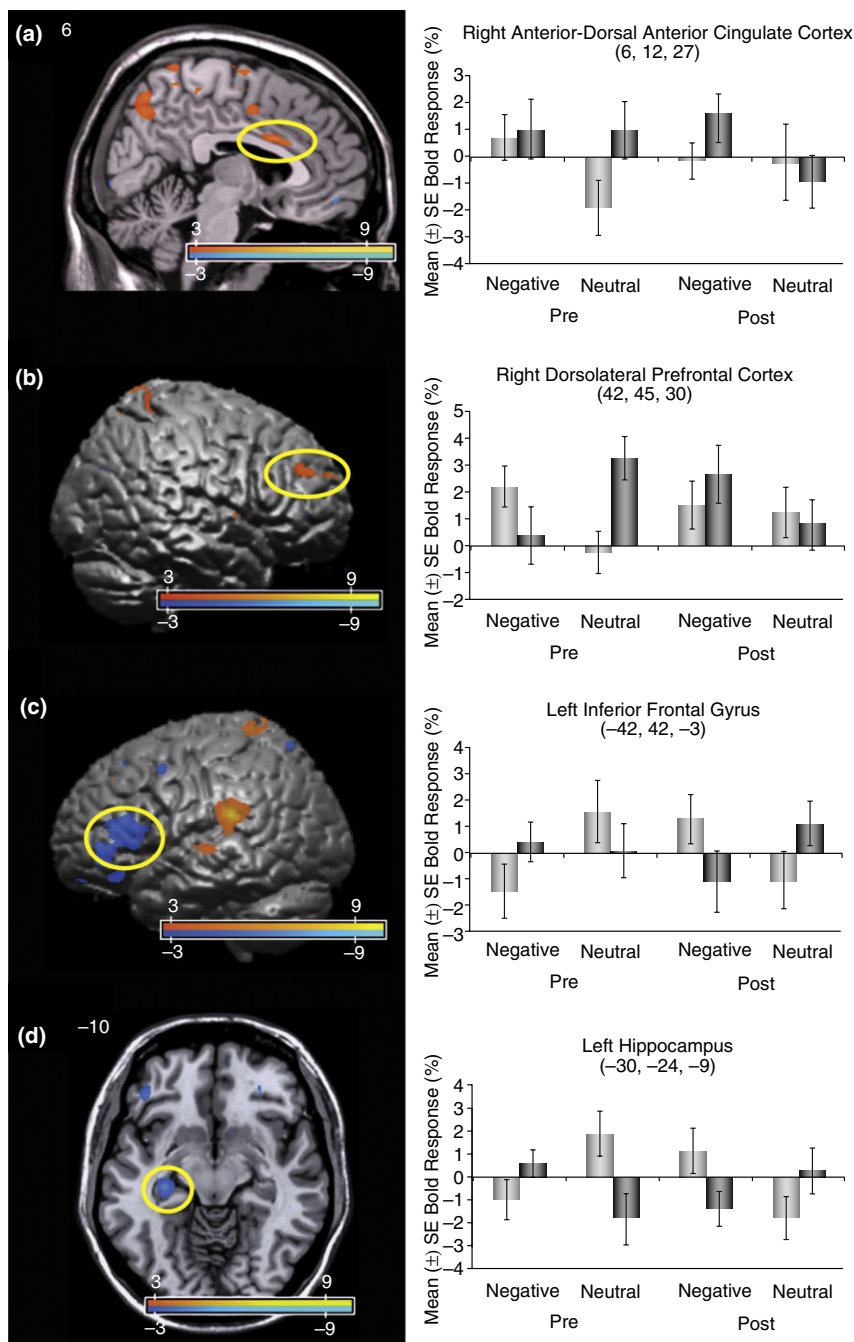 (a)
6
3
9
−3
−9
Right Anterior-Dorsal Anterior Cingulate Cortex
(6, 12, 27)
Mean (±) SE Bold Response (%)
3
2
1
0
−1
−2
−3
−4
Negative
Neutral
Negative
Neutral
Pre
Post
(b)
3
9
−3
−9
Right Dorsolateral Prefrontal Cortex
(42, 45, 30)
Mean (±) SE Bold Response (%)
5
4
3
2
1
0
−1
−2
Negative
Neutral
Negative
Neutral
Pre
Post
(c)
3
9
−3
−9
Left Inferior Frontal Gyrus
(−42, 42, −3)
Mean (±) SE Bold Response (%)
4
3
2
1
0
−1
−2
−3
Negative
Neutral
Negative
Neutral
Pre
Post
(d)
−10
3
9
−3
−9
Left Hippocampus
(−30, −24, −9)
Mean (±) SE Bold Response (%)
4
3
2
1
0
−1
−2
−3
−4
Negative
Neutral
Negative
Neutral
Pre
Post